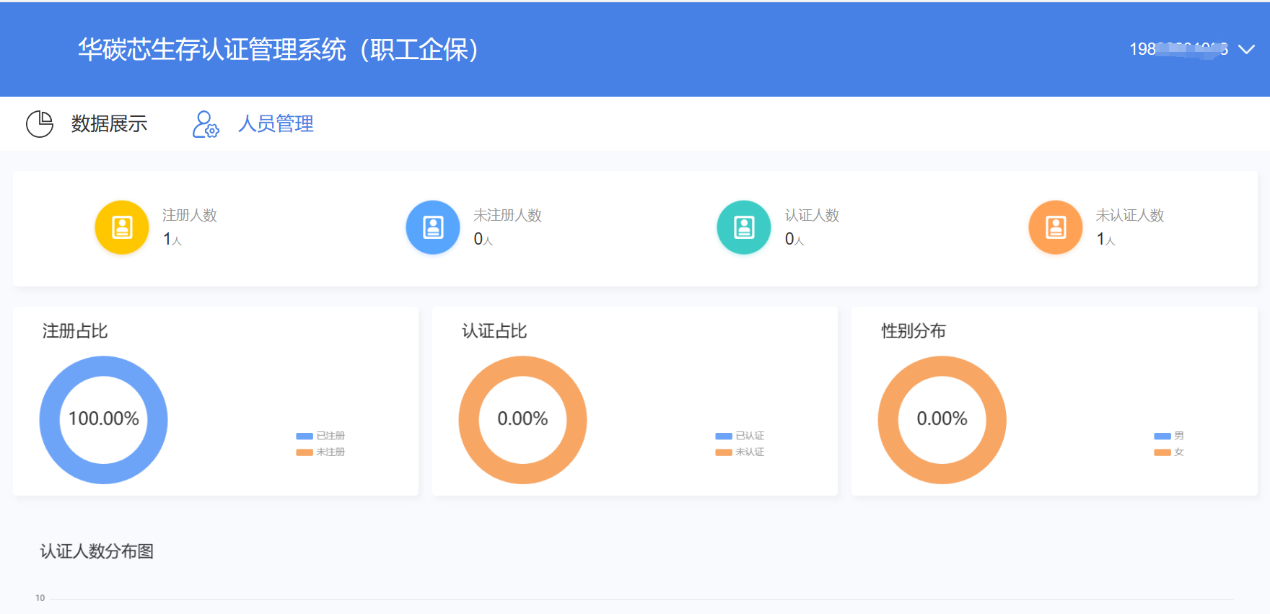 华碳芯生存认证管理系统（职工企保）
数据展示
人员管理
注册人数
1人
未注册人数
0人
认证人数
0人
未认证人数
1人
注册占比
100.00%
已注册
未注册
认证占比
0.00%
已认证
未认证
性别分布
0.00%
男
女
认证人数分布图
10